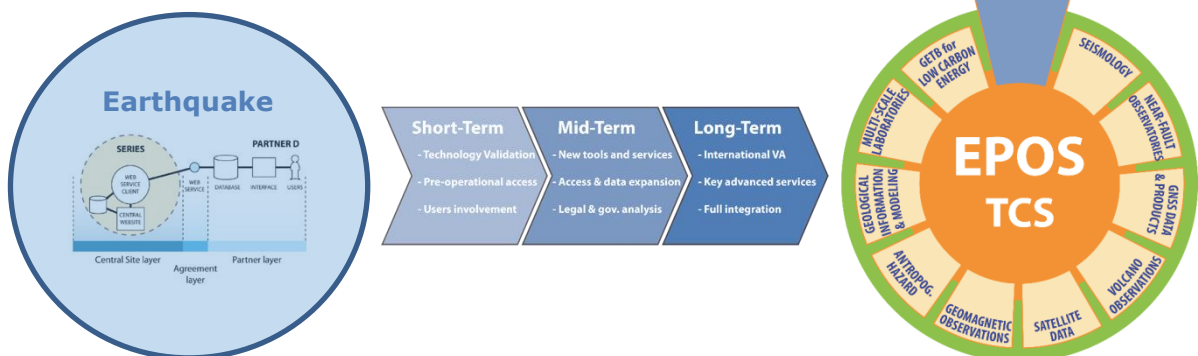 Earthquake
SERIES
PARTNER D
WEB
SERVICE
CLIENT
WEB
SERVICE
DATABASE
INTERFACE
USERS
CENTRAL
WEBSITE
Central Site layer
Agreement
layer
Partner layer
Short-Term
- Technology Validation
- Pre-operational access
- Users involvement
Mid-Term
- New tools and services
- Access & data expansion
- Legal & gov. analysis
Long-Term
- International VA
- Key advanced services
- Full integration
EPOS
TCS
SEISMOLOGY
NEAR-FAULT
OBSERVATORIES
GNSS DATA
& PRODUCTS
VOLCANO
OBSERVATIONS
SATELLITE
DATA
GEOMAGNETIC
OBSERVATIONS
ANTROPOG.
HAZARD
GEOLOGICAL
INFORMATION
& MODELING
MULTI-SCALE
LABORATORIES
GETB for
LOW CARBON
ENERGY